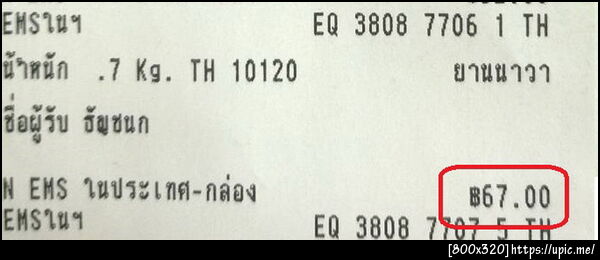 EMSในฯ EQ 3808 7706 1 TH
น้ำหนัก .7 Kg. TH 10120 ยานนาวา
ชื่อผู้รับ ธัญชนก
N EMS ในประเทศ-กล่อง ฿67.00
EMSในฯ EQ 3808 7707 5 TH
[800x320] https://upic.me/